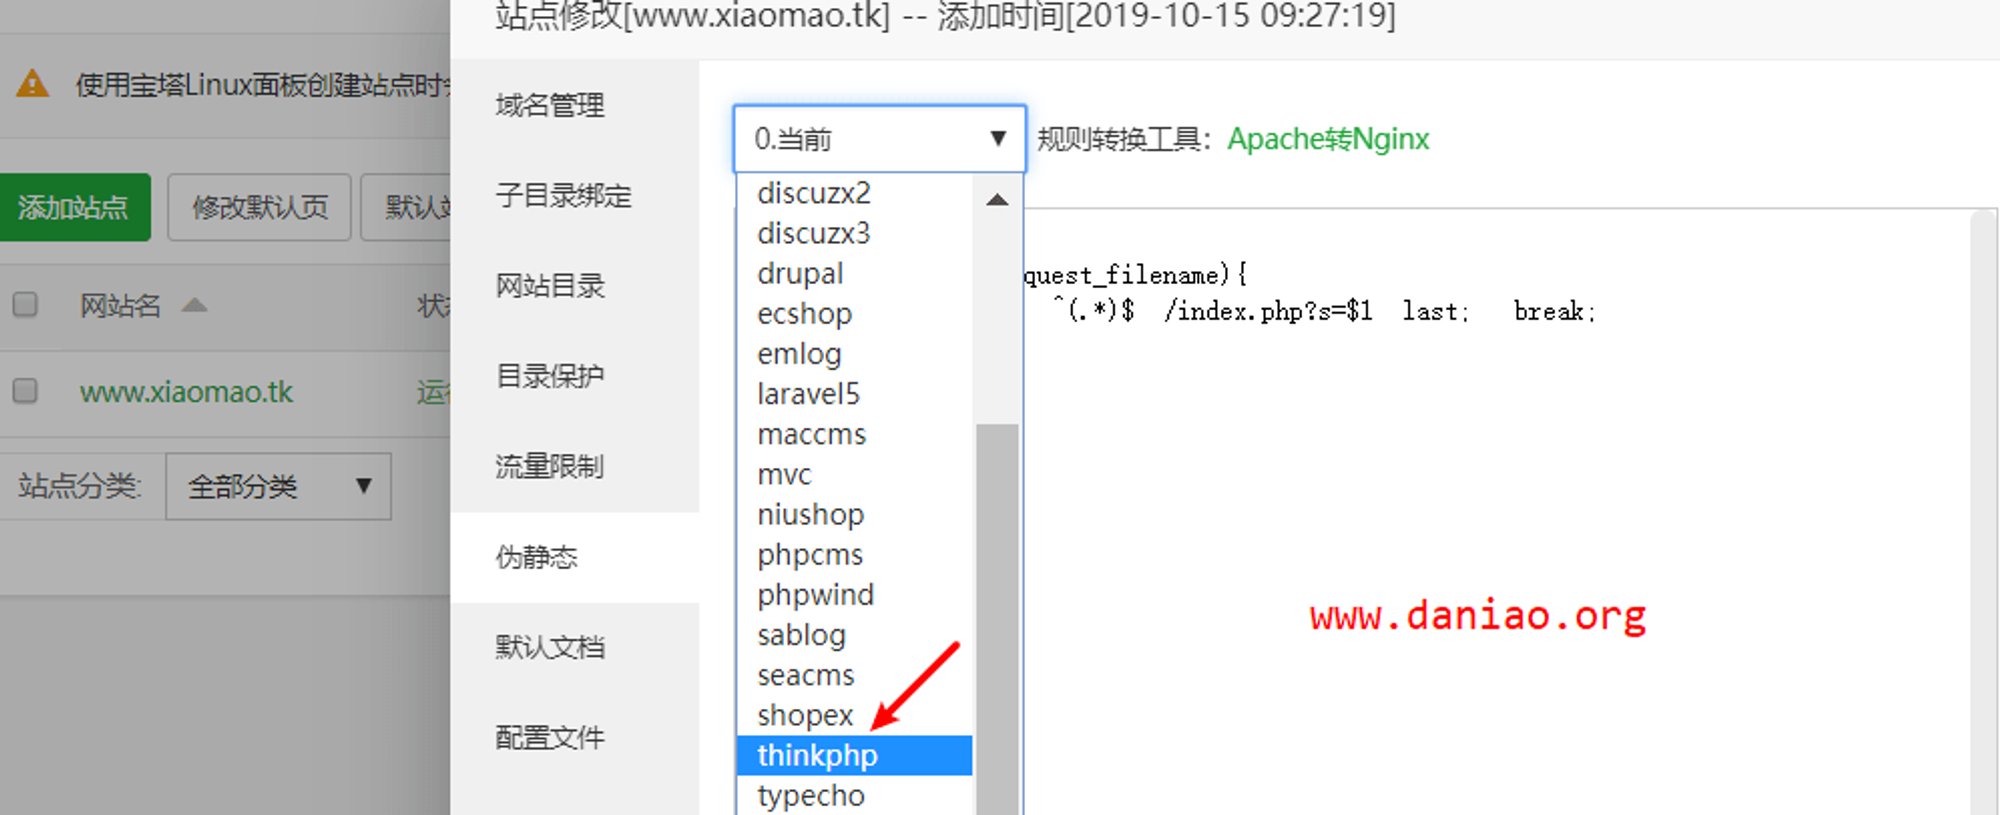 站点修改[www.xiaomao.tk] -- 添加时间[2019-10-15 09:27:19]
使用宝塔Linux面板创建站点时
添加站点
修改默认页
默认
网站名
www.xiaomao.tk
站点分类:
全部分类
域名管理
子目录绑定
网站目录
目录保护
流量限制
伪静态
默认文档
配置文件
0.当前
规则转换工具: Apache转Nginx
discuzx2
discuzx3
drupal
ecshop
emlog
laravel5
maccms
mvc
niushop
phpcms
phpwind
sablog
seacms
shopex
thinkphp
typecho
quest_filename){
^(.*)$ /index.php?s=$1 last; break;
www.daniao.org